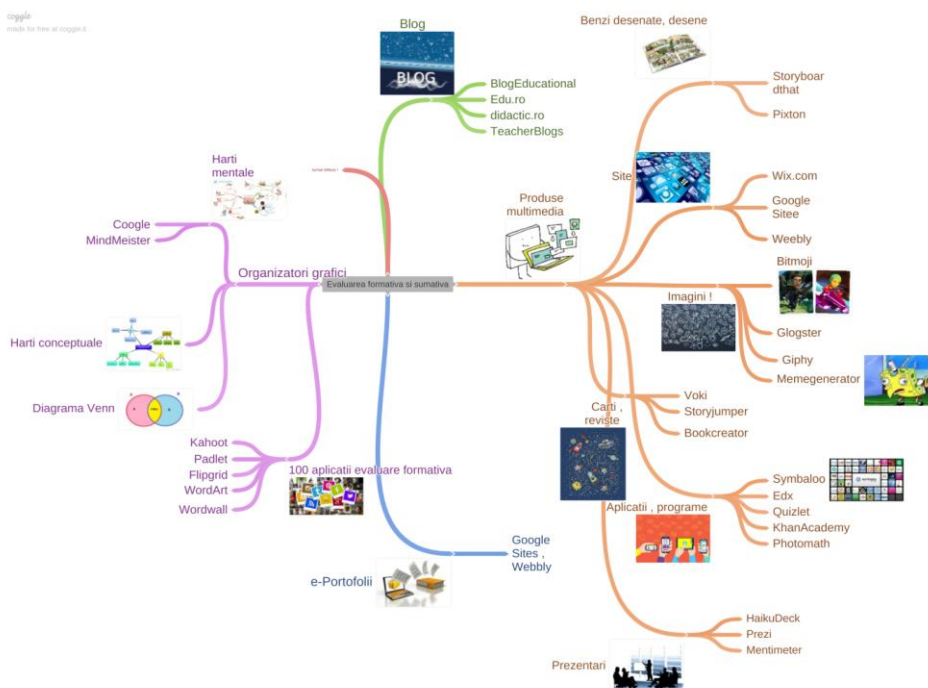 coggle
made for free at coggle.it
Blog
BLOG
BlogEducational
Edu.ro
didactic.ro
TeacherBlogs
Benzi desenate, desene
Storyboar
dthat
Pixton
Harti
mentale
Coogle
MindMeister
Organizatori grafici
Evaluarea formativa si sumativa
Produse
multimedia
Site
Wix.com
Google
Sitee
Weebly
Bitmoji
Imagini !
Glogster
Giphy
Memegenerator
Harti conceptuale
Diagrama Venn
Carti ,
reviste
Voki
Storyjumper
Bookcreator
Kahoot
Padlet
Flipgrid
WordArt
Wordwall
100 aplicatii evaluare formativa
Aplicatii , programe
Symbaloo
Edx
Quizlet
KhanAcademy
Photomath
e-Portofolii
Google
Sites ,
Webbly
Prezentari
HaikuDeck
Prezi
Mentimeter